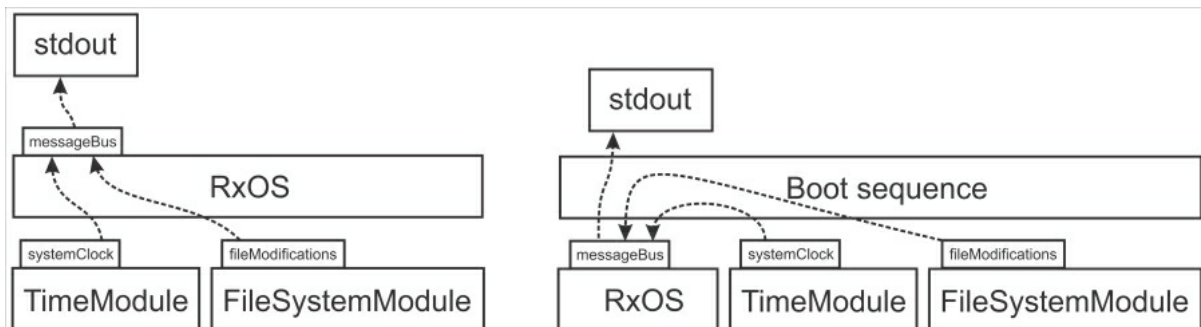 stdout
messageBus
RxOS
systemClock
fileModifications
TimeModule
FileSystemModule
stdout
Boot sequence
messageBus
systemClock
fileModifications
RxOS
TimeModule
FileSystemModule